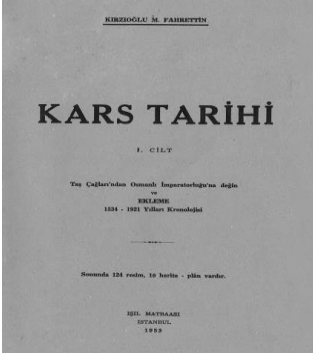 KIRZIOĞLU M. FAHRETTİN
KARS TARİHİ
I. CİLT
Taş Çağları'ndan Osmanlı İmparatorluğu'na değin
ve
EKLEME
1534 - 1921 Yılları Kronolojisi
Sonunda 124 resim, 16 harita - plân vardır.
IŞIL MATBAASI
İSTANBUL
1953